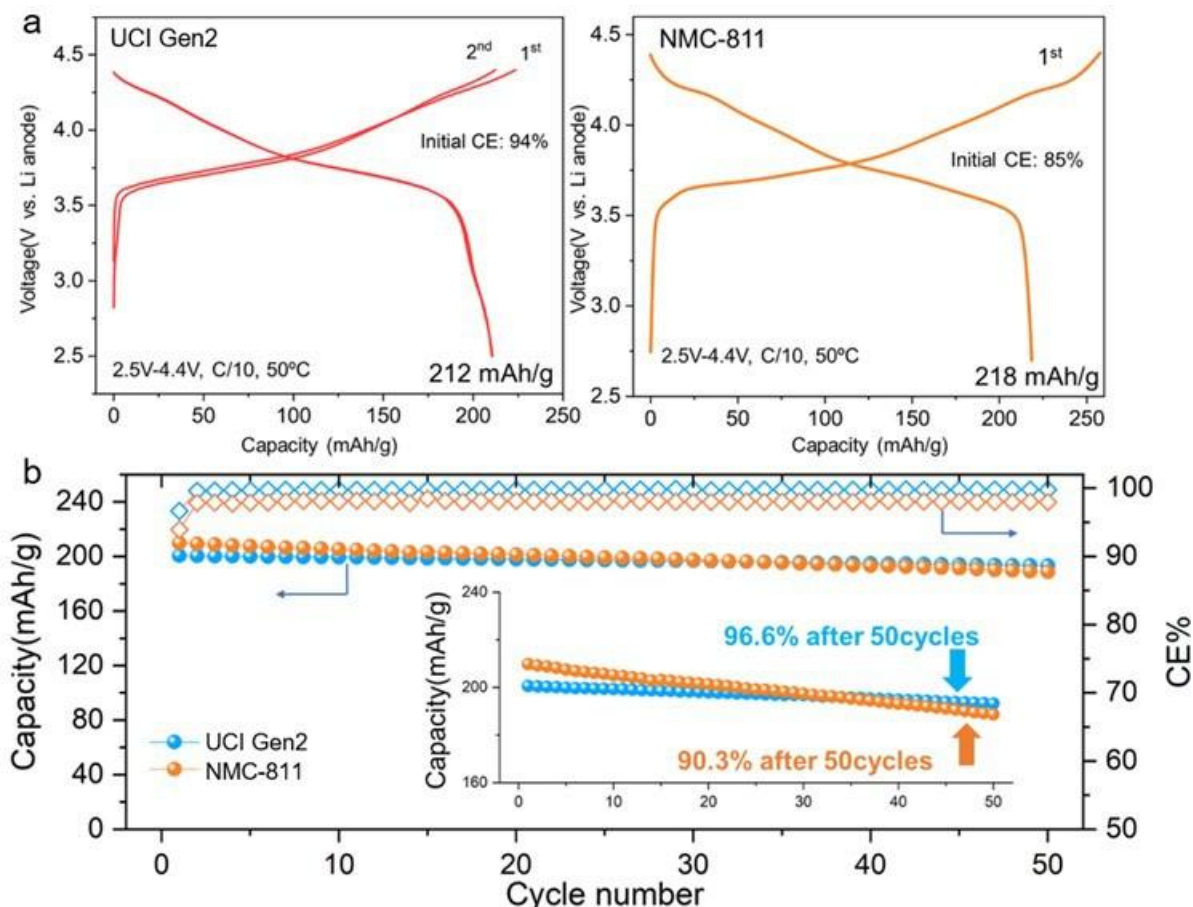 a
UCI Gen2
2nd 1st
Initial CE: 94%
2.5V-4.4V, C/10, 50ºC
212 mAh/g
Voltage(V vs. Li anode)
4.5
4.0
3.5
3.0
2.5
0 50 100 150 200 250
Capacity (mAh/g)
NMC-811
1st
Initial CE: 85%
2.5V-4.4V, C/10, 50ºC
218 mAh/g
Voltage(V vs. Li anode)
4.5
4.0
3.5
3.0
2.5
0 50 100 150 200 250
Capacity (mAh/g)
b
Capacity(mAh/g)
240
200
160
120
80
40
0
UCI Gen2
NMC-811
Capacity(mAh/g)
240
200
160
96.6% after 50cycles
90.3% after 50cycles
0 10 20 30 40 50
100
90
80
70
60
50
CE%
0 10 20 30 40 50
Cycle number